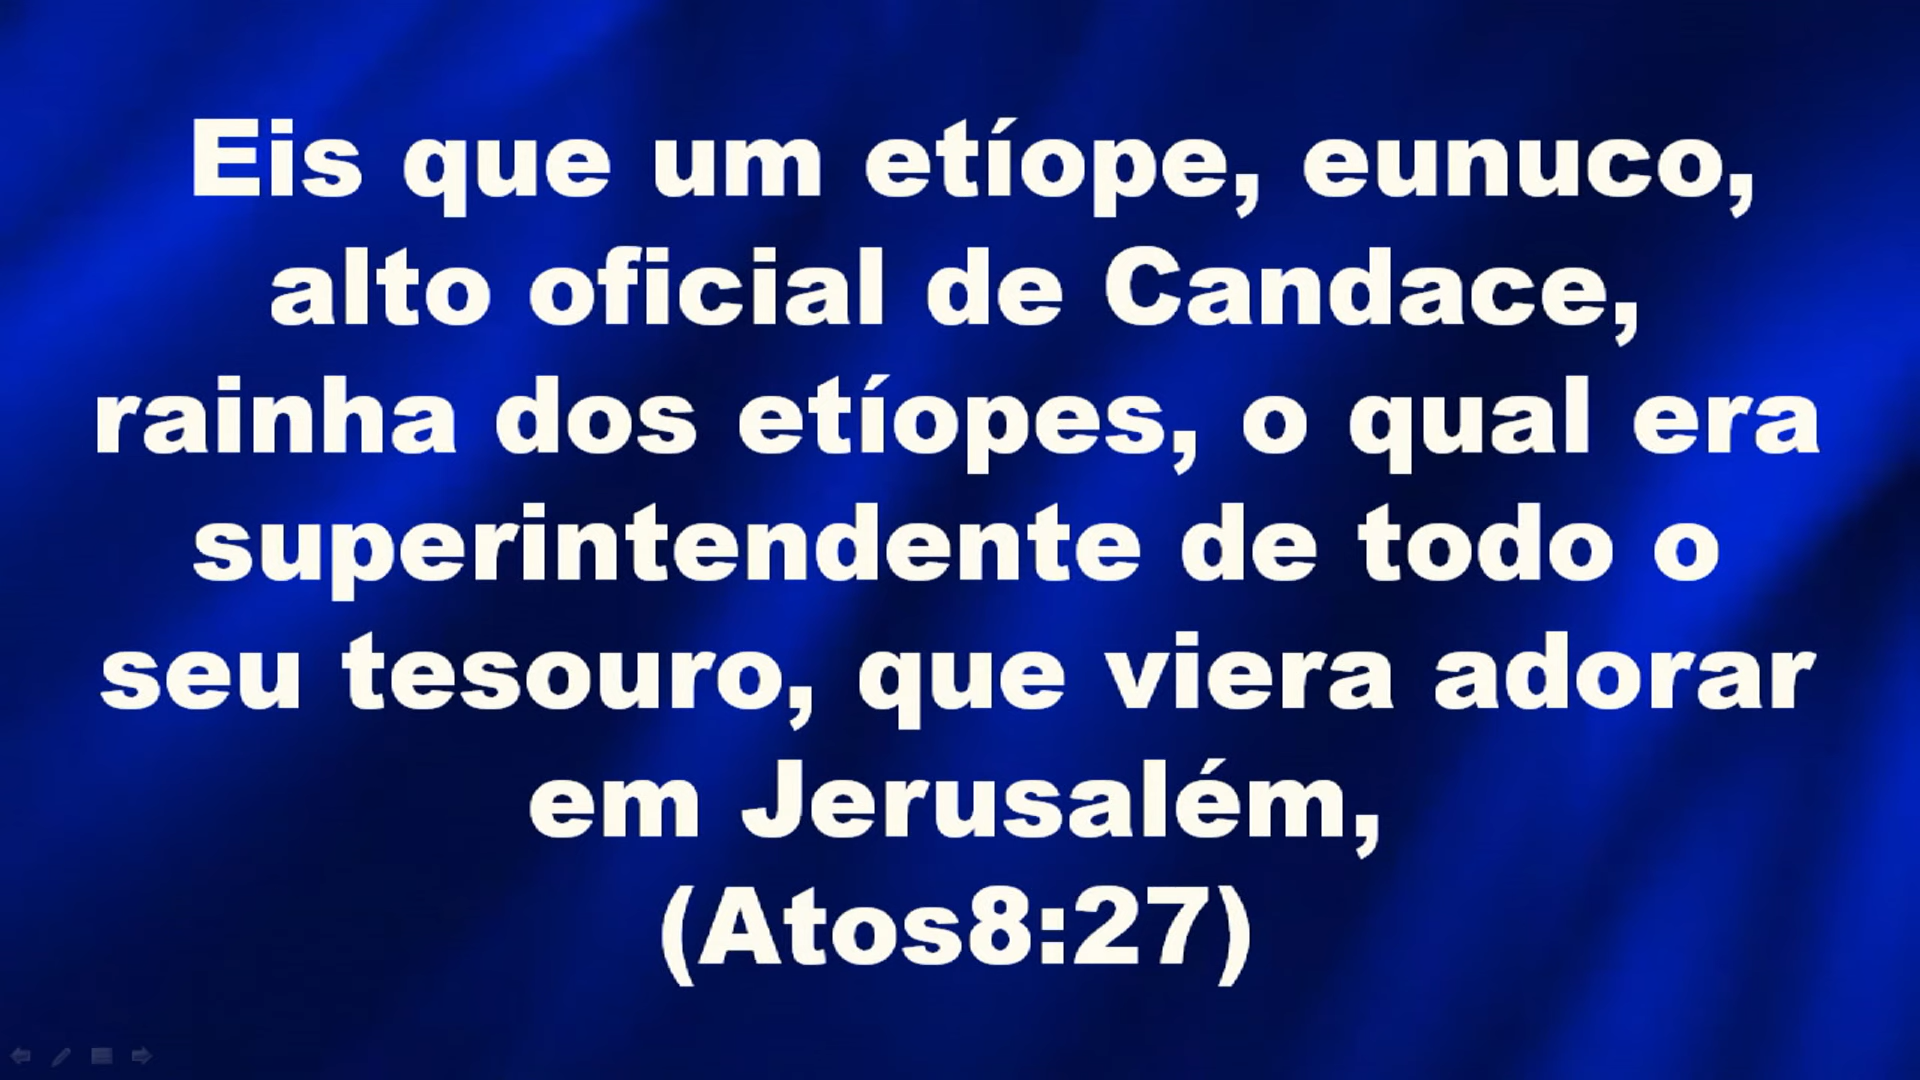 Eis que um etíope, eunuco,
alto oficial de Candace,
rainha dos etíopes, o qual era
superintendente de todo o
seu tesouro, que viera adorar
em Jerusalém,
(Atos8:27)